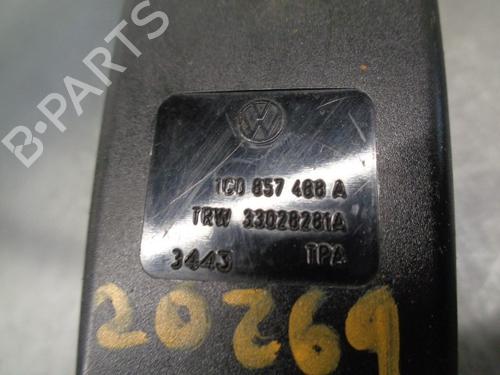 B-PARTS
1C0 857 488 A
TRW 33028281A
3443 TPA
20269